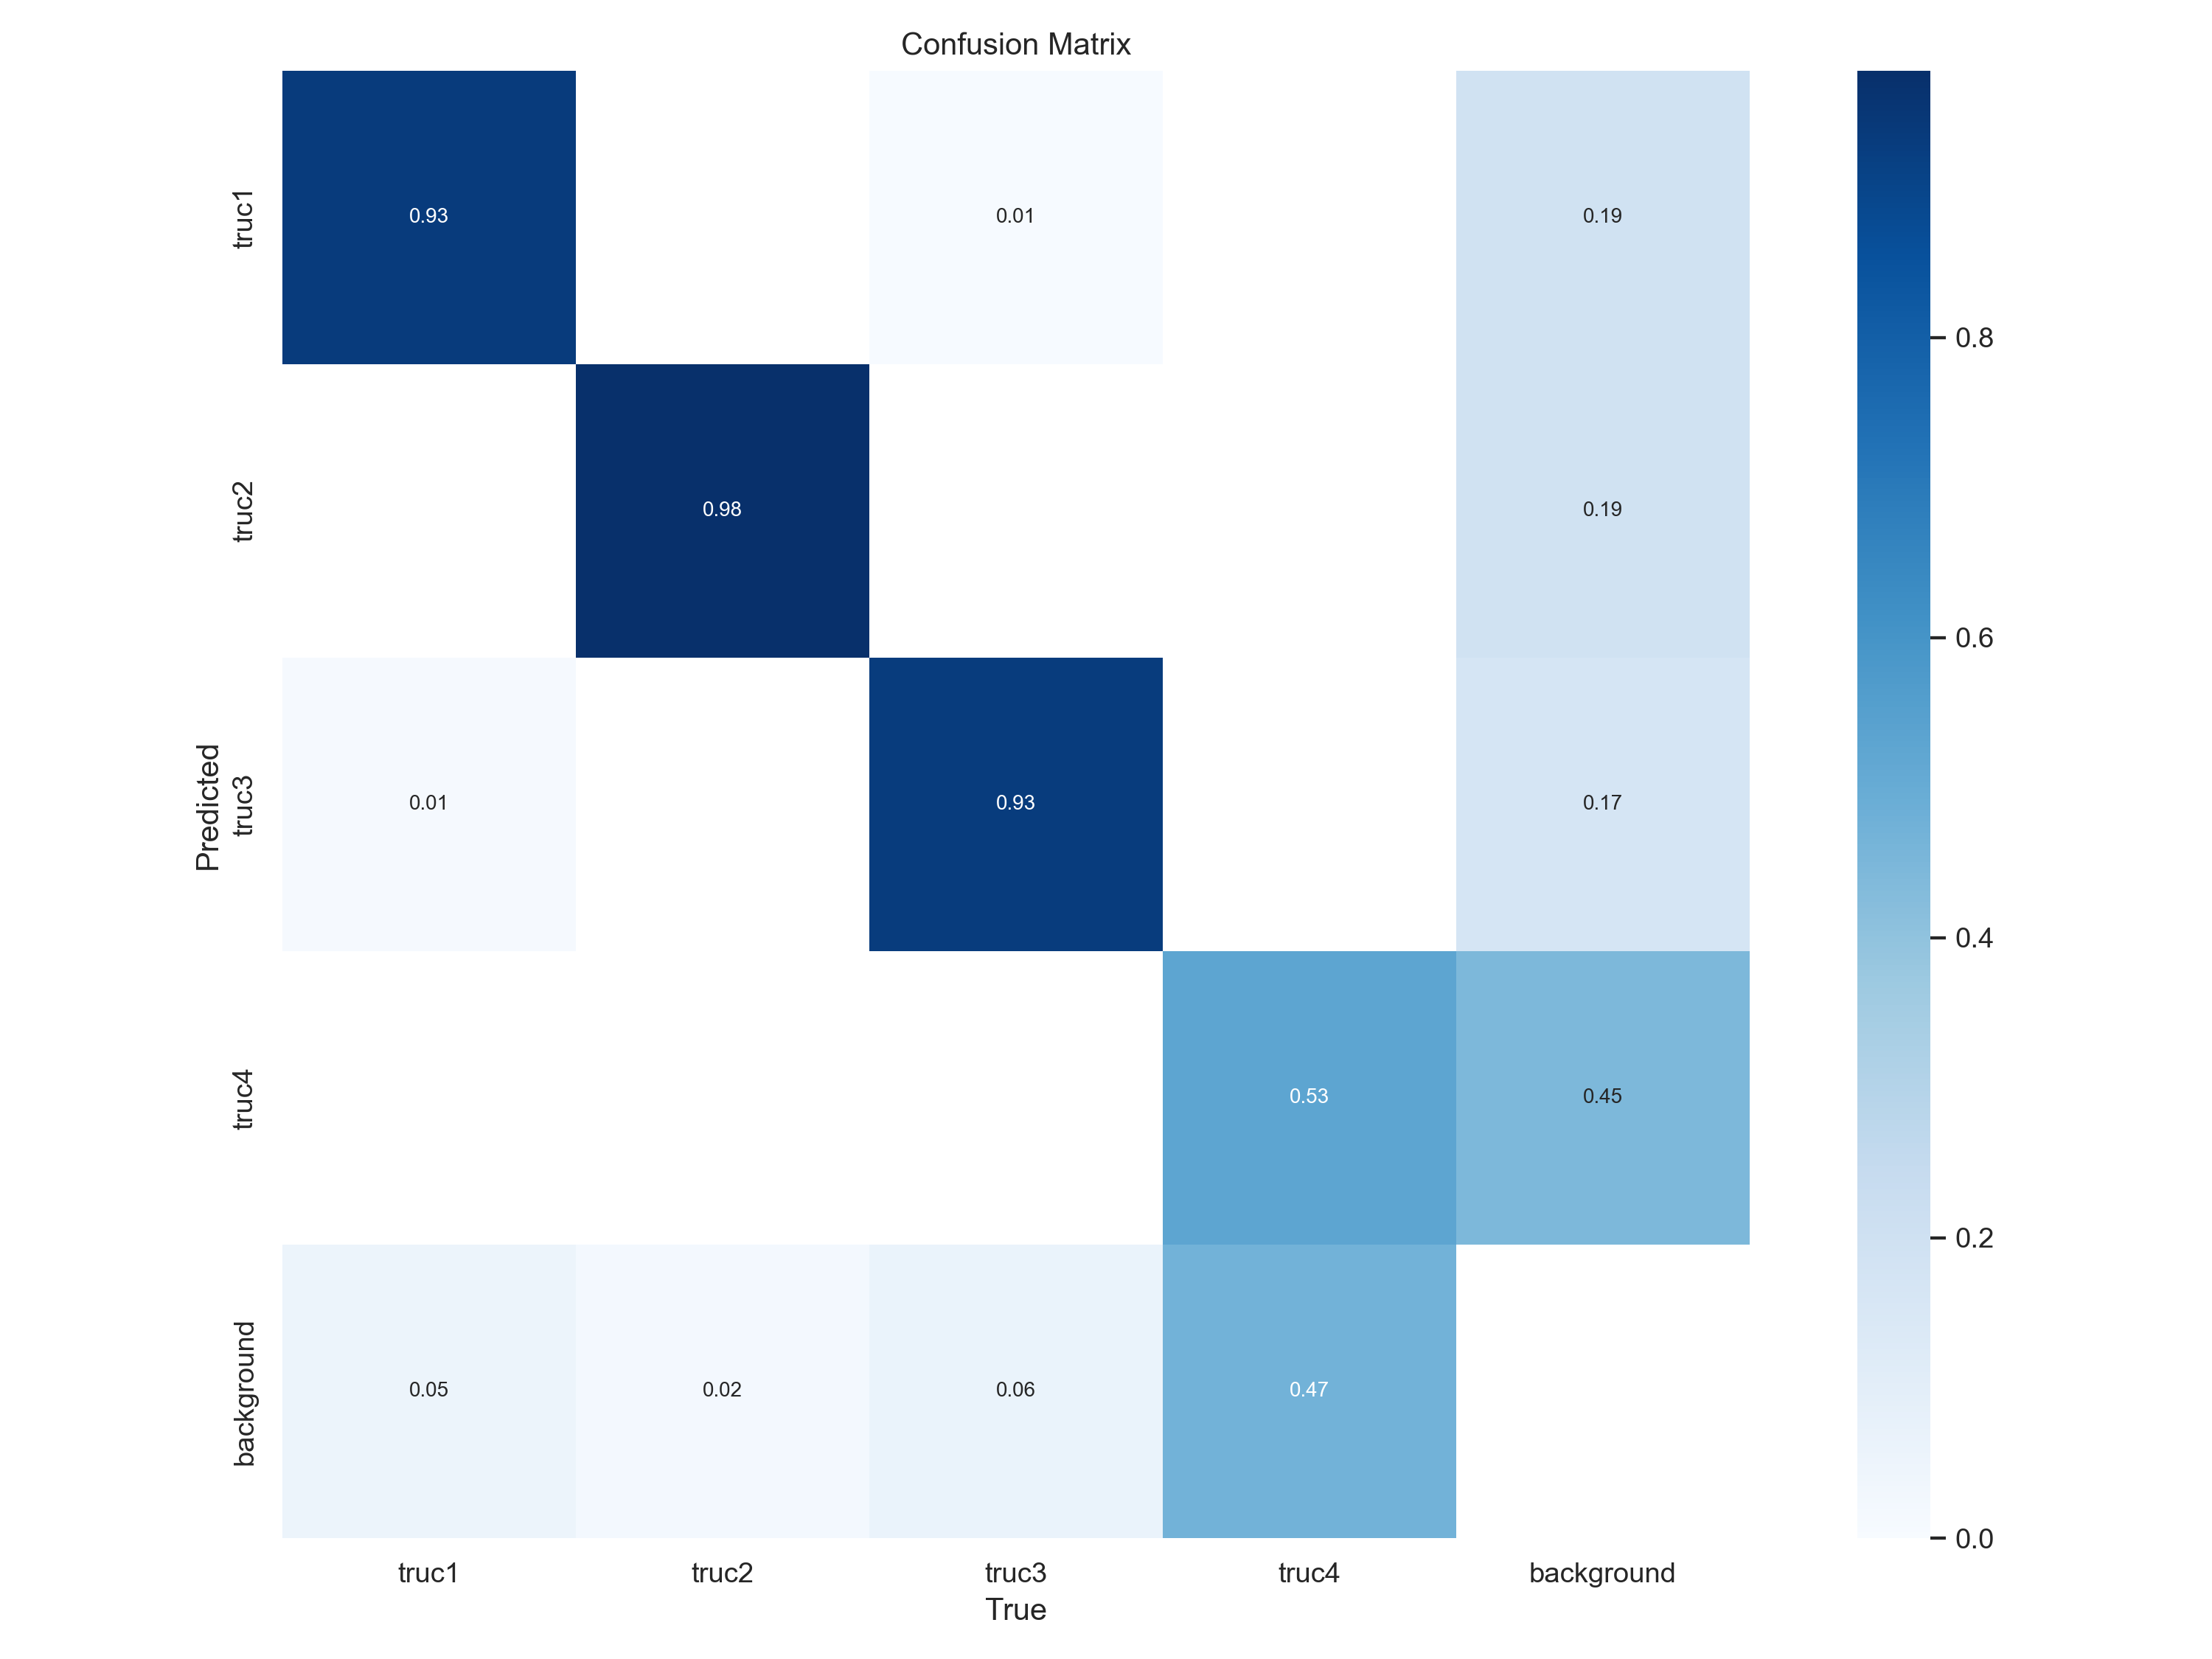 Confusion Matrix
truc1
0.93
0.01
0.19
0.8
truc2
0.98
0.19
0.6
Predicted
truc3
0.01
0.93
0.17
0.4
truc4
0.53
0.45
0.2
background
0.05
0.02
0.06
0.47
0.0
truc1 truc2 truc3 truc4 background
True